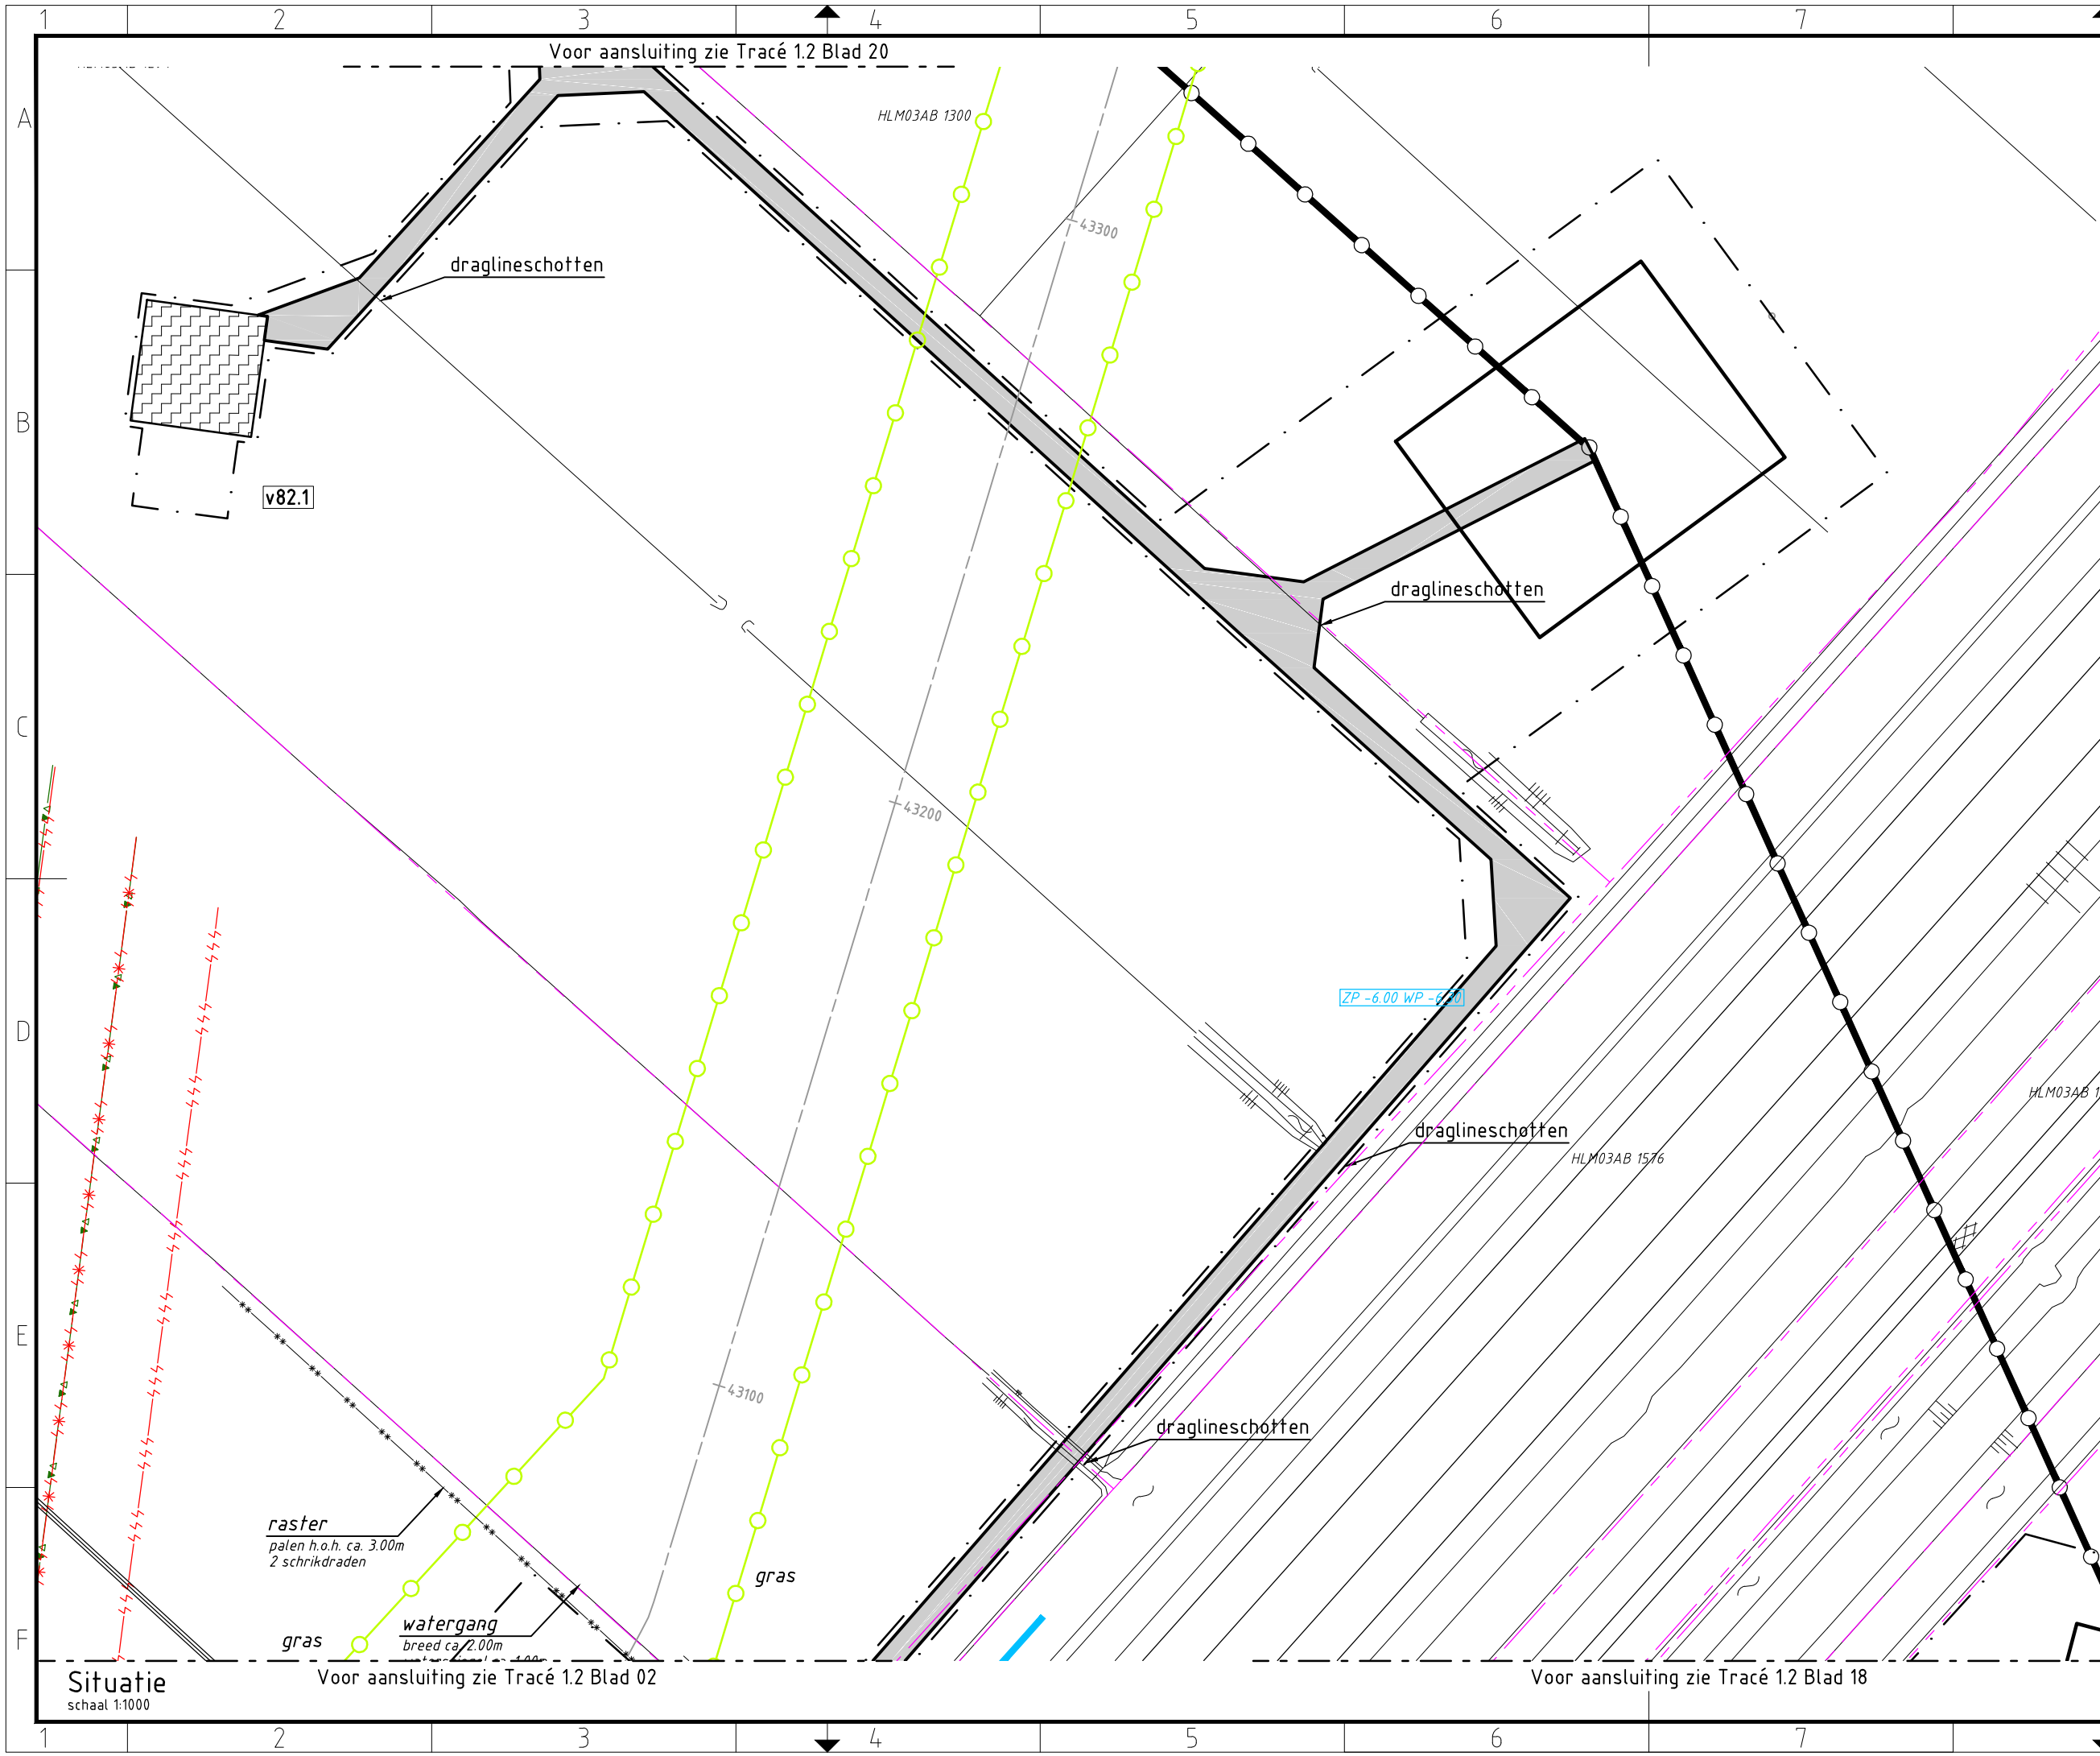 1 2 3 4 5 6 7
Voor aansluiting zie Tracé 1.2 Blad 20
A
HLM03AB 1300
43300
draglineschotten
B
v82.1
draglineschotten
C
43200
D
ZP -6.00 WP -6.30
HLM03AB 1
draglineschotten
HLM03AB 1576
E
43100
draglineschotten
raster
palen h.o.h. ca. 3.00m
2 schrikdraden
gras
watergang
breed ca. 2.00m
gras
F
Situatie
schaal 1:1000
Voor aansluiting zie Tracé 1.2 Blad 02
Voor aansluiting zie Tracé 1.2 Blad 18
1 2 3 4 5 6 7